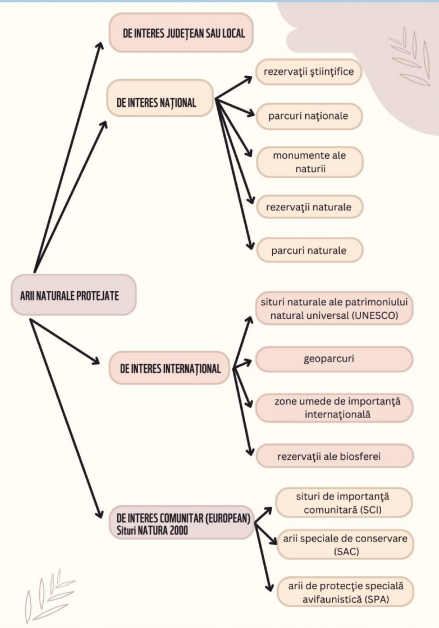 DE INTERES JUDEȚEAN SAU LOCAL
DE INTERES NAȚIONAL
rezervații științifice
parcuri naționale
monumente ale
naturii
rezervații naturale
parcuri naturale
ARII NATURALE PROTEJATE
DE INTERES INTERNAȚIONAL
situri naturale ale patrimoniului
natural universal (UNESCO)
geoparcuri
zone umede de importanță
internațională
rezervații ale biosferei
DE INTERES COMUNITAR (EUROPEAN)
Situri NATURA 2000
situri de importanță
comunitară (SCI)
arii speciale de conservare
(SAC)
arii de protecție specială
avifaunistică (SPA)